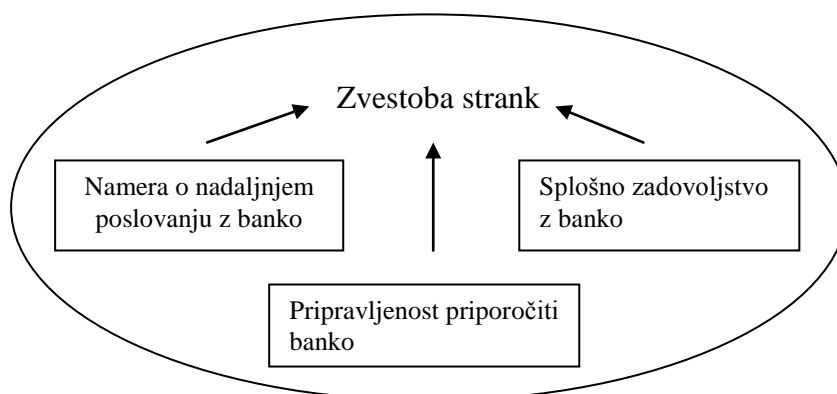 Zvestoba strank
Namera o nadaljnjem
poslovanju z banko
Splošno zadovoljstvo
z banko
Pripravljenost priporočiti
banko